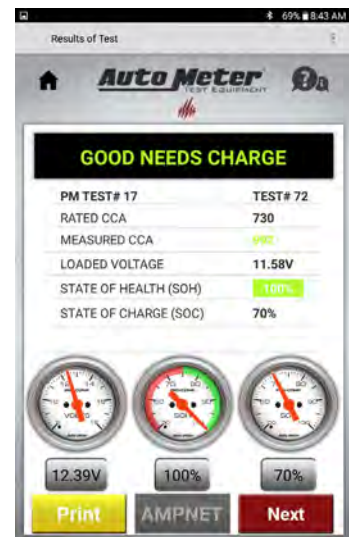 69% 8:43 AM
Results of Test
Auto Meter
TEST EQUIPMENT
GOOD NEEDS CHARGE
PM TEST# 17 TEST# 72
RATED CCA 730
MEASURED CCA
LOADED VOLTAGE 11.58V
STATE OF HEALTH (SOH) 100%
STATE OF CHARGE (SOC) 70%
VOLTS
12.39V 100% 70%
Print AMPNET Next